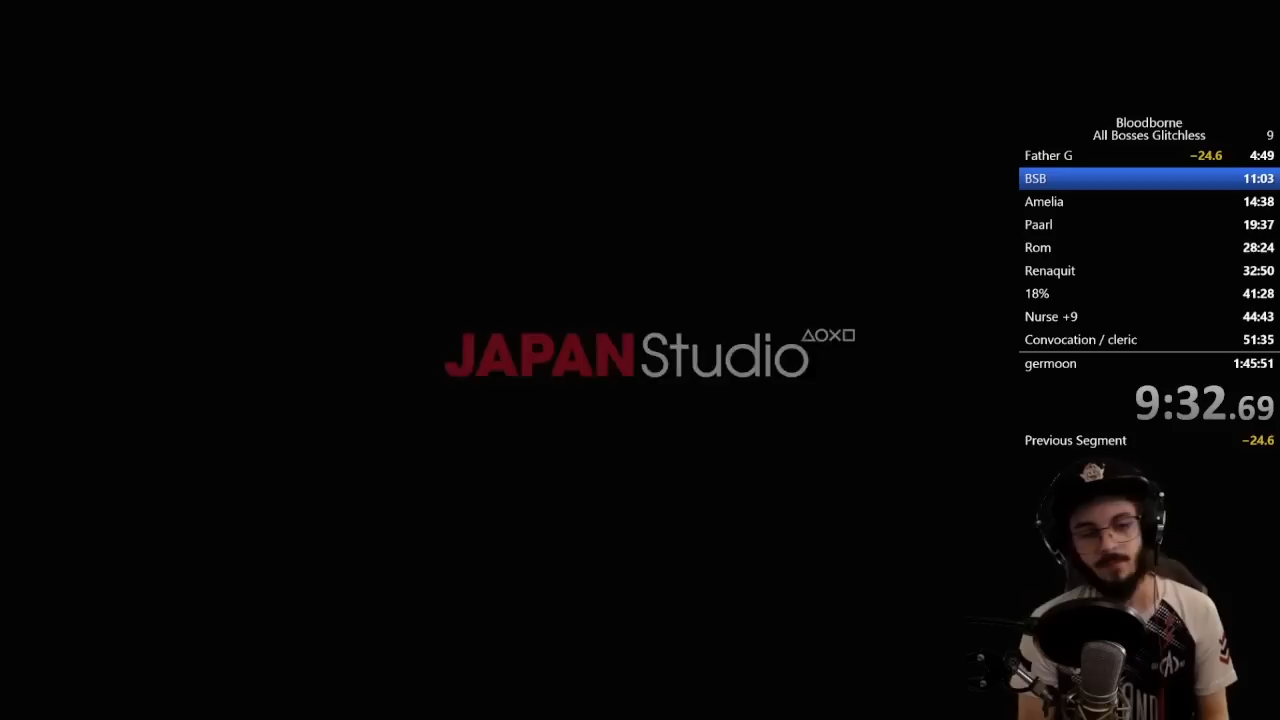 JAPAN Studio
Bloodborne
All Bosses Glitchless 9
Father G −24.6 4:49
BSB 11:03
Amelia 14:38
Paarl 19:37
Rom 28:24
Renaquit 32:50
18% 41:28
Nurse +9 44:43
Convocation / cleric 51:35
germoon 1:45:51
9:32.69
Previous Segment −24.6